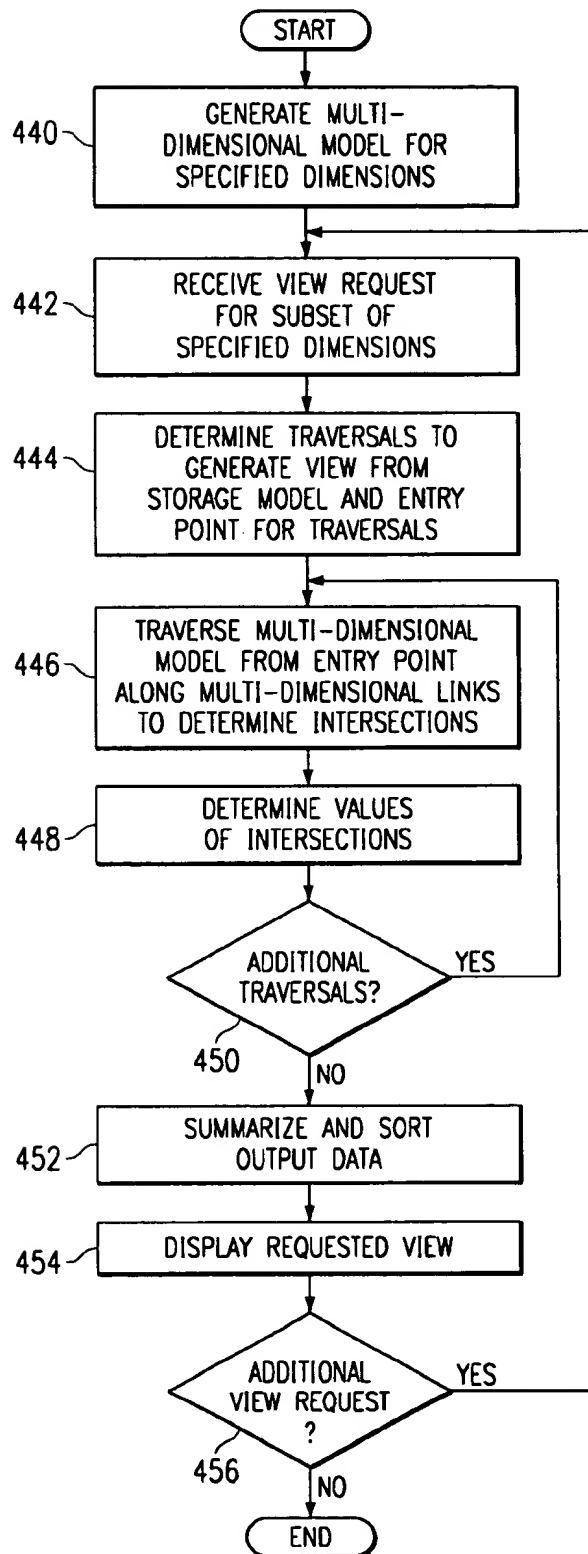 START
440
GENERATE MULTI-
DIMENSIONAL MODEL FOR
SPECIFIED DIMENSIONS
442
RECEIVE VIEW REQUEST
FOR SUBSET OF
SPECIFIED DIMENSIONS
444
DETERMINE TRAVERSALS TO
GENERATE VIEW FROM
STORAGE MODEL AND ENTRY
POINT FOR TRAVERSALS
446
TRAVERSE MULTI-DIMENSIONAL
MODEL FROM ENTRY POINT
ALONG MULTI-DIMENSIONAL LINKS
TO DETERMINE INTERSECTIONS
448
DETERMINE VALUES
OF INTERSECTIONS
ADDITIONAL
TRAVERSALS?
YES
450
NO
452
SUMMARIZE AND SORT
OUTPUT DATA
454
DISPLAY REQUESTED VIEW
ADDITIONAL
VIEW REQUEST
?
YES
456
NO
END